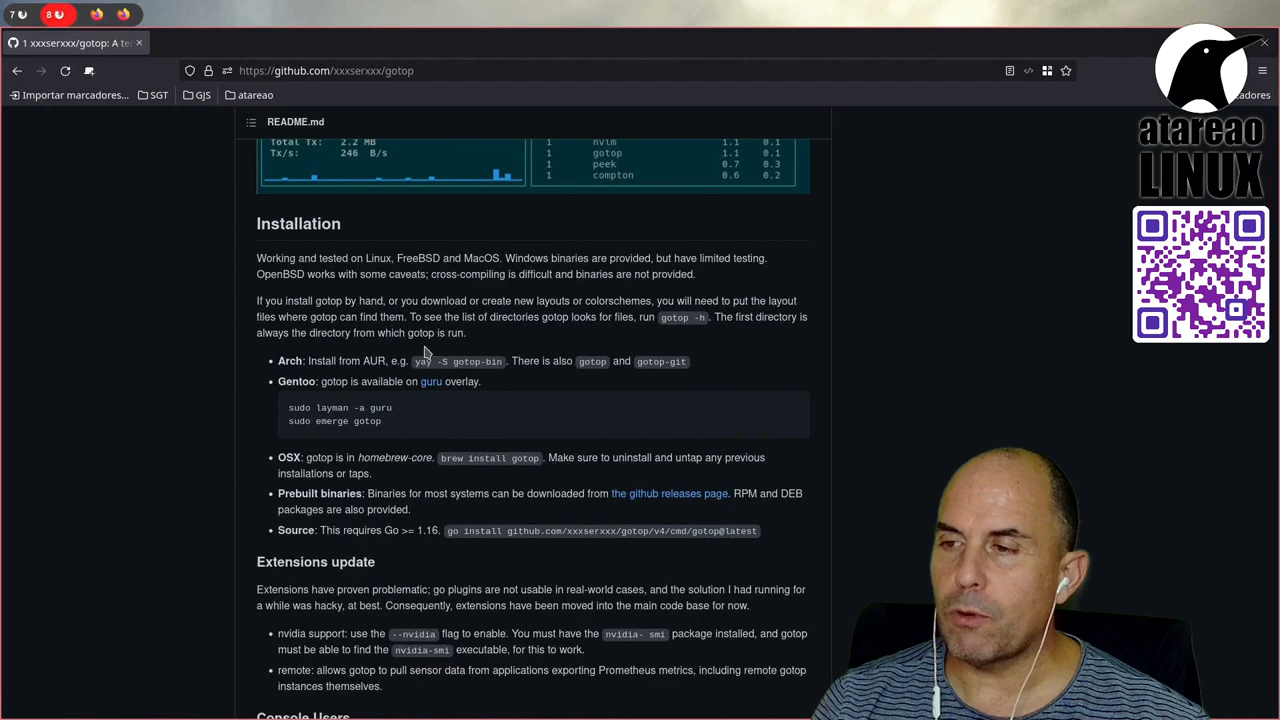 7
8
1 xxxserxxx/gotop: A te
https://github.com/xxxserxxx/gotop
Importar marcadores...
SGT
GJS
atareao
adores
atareao
LINUX
README.md
Total Tx: 2.2 MB
Tx/s: 246 B/s
1 nvim 1.1 0.1
1 gotop 1.1 0.1
1 peek 0.7 0.3
1 compton 0.6 0.2
Installation
Working and tested on Linux, FreeBSD and MacOS. Windows binaries are provided, but have limited testing.
OpenBSD works with some caveats; cross-compiling is difficult and binaries are not provided.
If you install gotop by hand, or you download or create new layouts or colorschemes, you will need to put the layout
files where gotop can find them. To see the list of directories gotop looks for files, run gotop -h. The first directory is
always the directory from which gotop is run.
• Arch: Install from AUR, e.g. yay -S gotop-bin. There is also gotop and gotop-git
• Gentoo: gotop is available on guru overlay.
sudo layman -a guru
sudo emerge gotop
• OSX: gotop is in homebrew-core. brew install gotop. Make sure to uninstall and untap any previous
installations or taps.
• Prebuilt binaries: Binaries for most systems can be downloaded from the github releases page. RPM and DEB
packages are also provided.
• Source: This requires Go >= 1.16. go install github.com/xxxserxxx/gotop/v4/cmd/gotop@latest
Extensions update
Extensions have proven problematic; go plugins are not usable in real-world cases, and the solution I had running for
a while was hacky, at best. Consequently, extensions have been moved into the main code base for now.
• nvidia support: use the --nvidia flag to enable. You must have the nvidia- smi package installed, and gotop
must be able to find the nvidia-smi executable, for this to work.
• remote: allows gotop to pull sensor data from applications exporting Prometheus metrics, including remote gotop
instances themselves.
Console Users